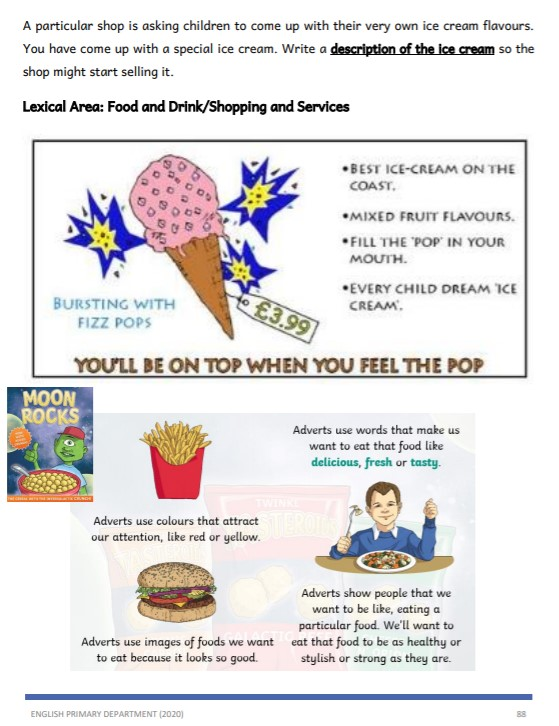 A particular shop is asking children to come up with their very own ice cream flavours.
You have come up with a special ice cream. Write a description of the ice cream so the
shop might start selling it.
Lexical Area: Food and Drink/Shopping and Services
•BEST ICE-CREAM ON THE
COAST.
•MIXED FRUIT FLAVOURS.
•FILL THE 'POP' IN YOUR
MOUTH.
•EVERY CHILD DREAM 'ICE
CREAM'.
BURSTING WITH
FIZZ POPS
£3.99
YOU'LL BE ON TOP WHEN YOU FEEL THE POP
MOON
ROCKS
Adverts use words that make us
want to eat that food like
delicious, fresh or tasty.
Adverts use colours that attract
our attention, like red or yellow.
Adverts show people that we
want to be like, eating a
particular food. We'll want to
eat that food to be as healthy or
stylish or strong as they are.
Adverts use images of foods we want
to eat because it looks so good.
ENGLISH PRIMARY DEPARTMENT (2020)
88